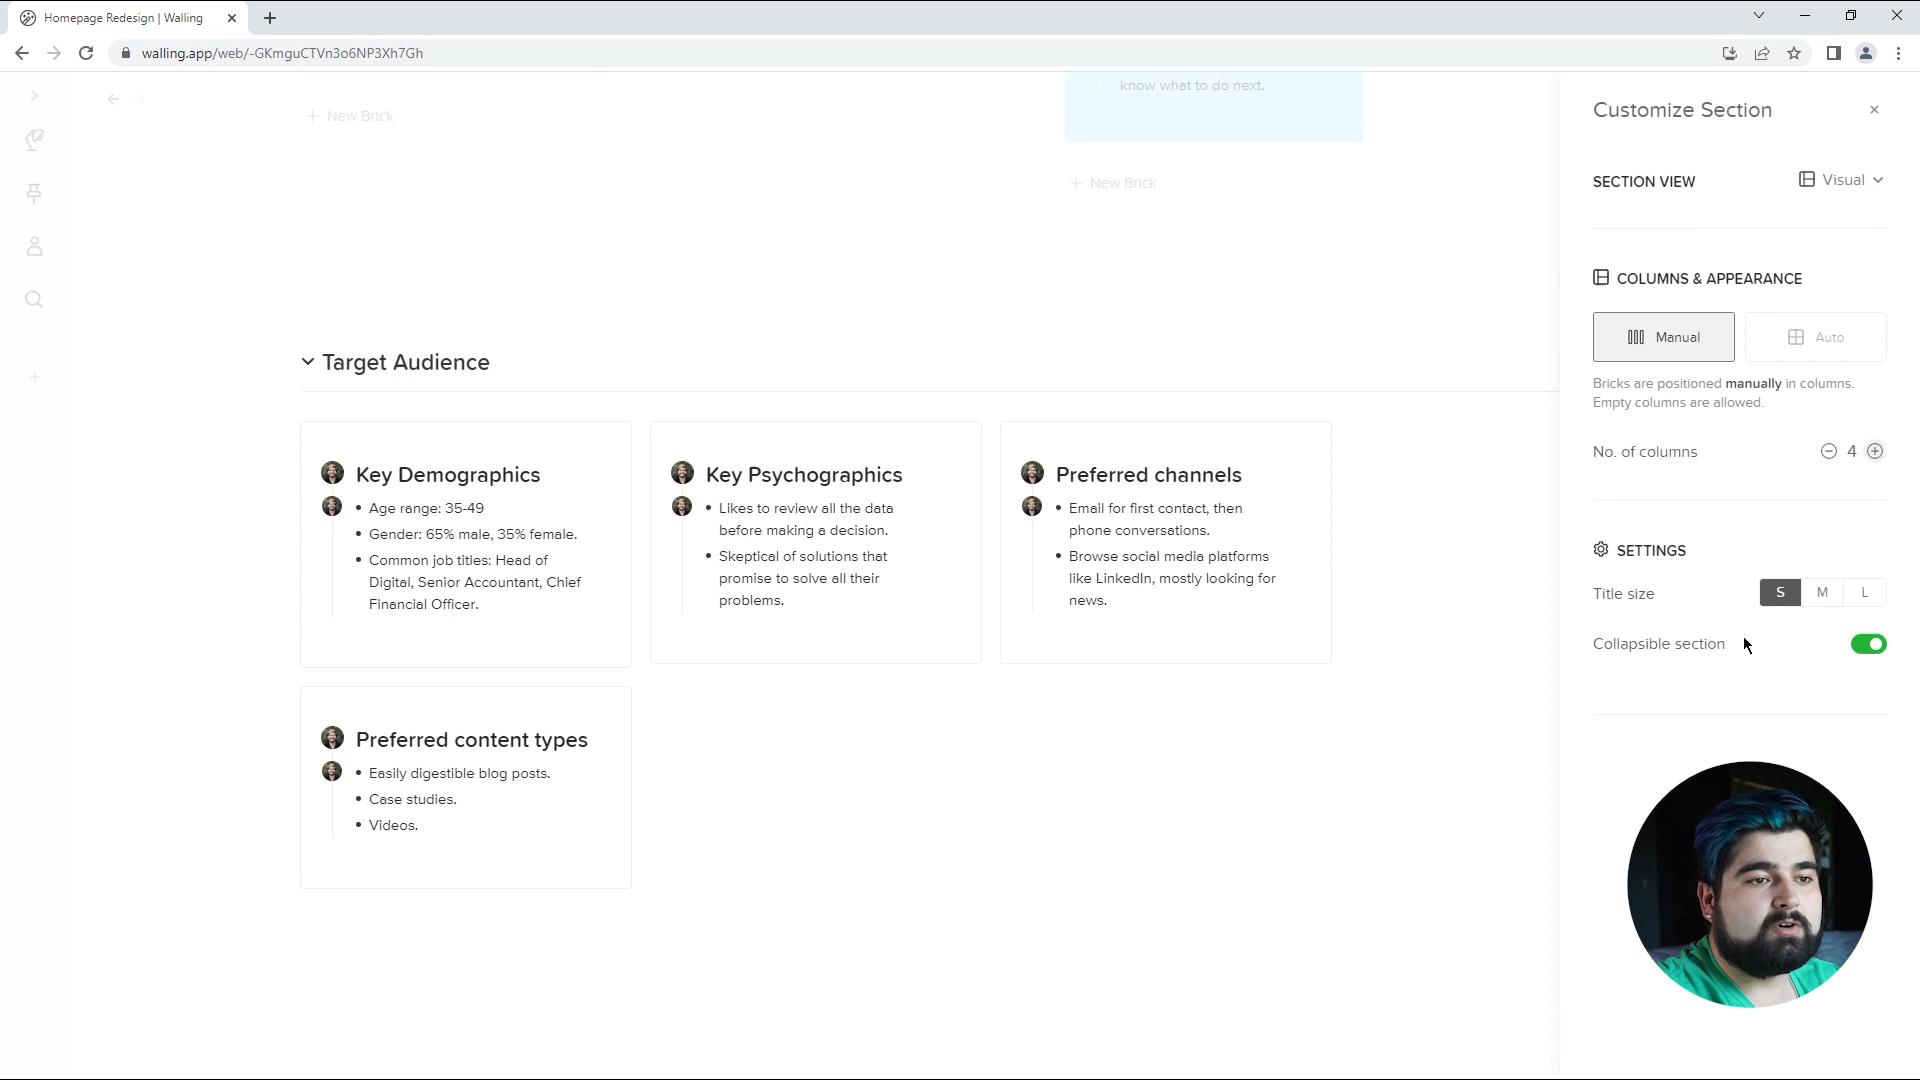 Homepage Redesign | Walling
walling.app/web/-GKmguCTVn3o6NP3Xh7Gh
know what to do next.
+ New Brick
+ New Brick
Target Audience
Key Demographics
• Age range: 35-49
• Gender: 65% male, 35% female.
• Common job titles: Head of
Digital, Senior Accountant, Chief
Financial Officer.
Key Psychographics
• Likes to review all the data
before making a decision.
• Skeptical of solutions that
promise to solve all their
problems.
Preferred channels
• Email for first contact, then
phone conversations.
• Browse social media platforms
like LinkedIn, mostly looking for
news.
Preferred content types
• Easily digestible blog posts.
• Case studies.
• Videos.
Customize Section
SECTION VIEW
Visual
COLUMNS & APPEARANCE
Manual
Auto
Bricks are positioned manually in columns.
Empty columns are allowed.
No. of columns
4
SETTINGS
Title size
S M L
Collapsible section